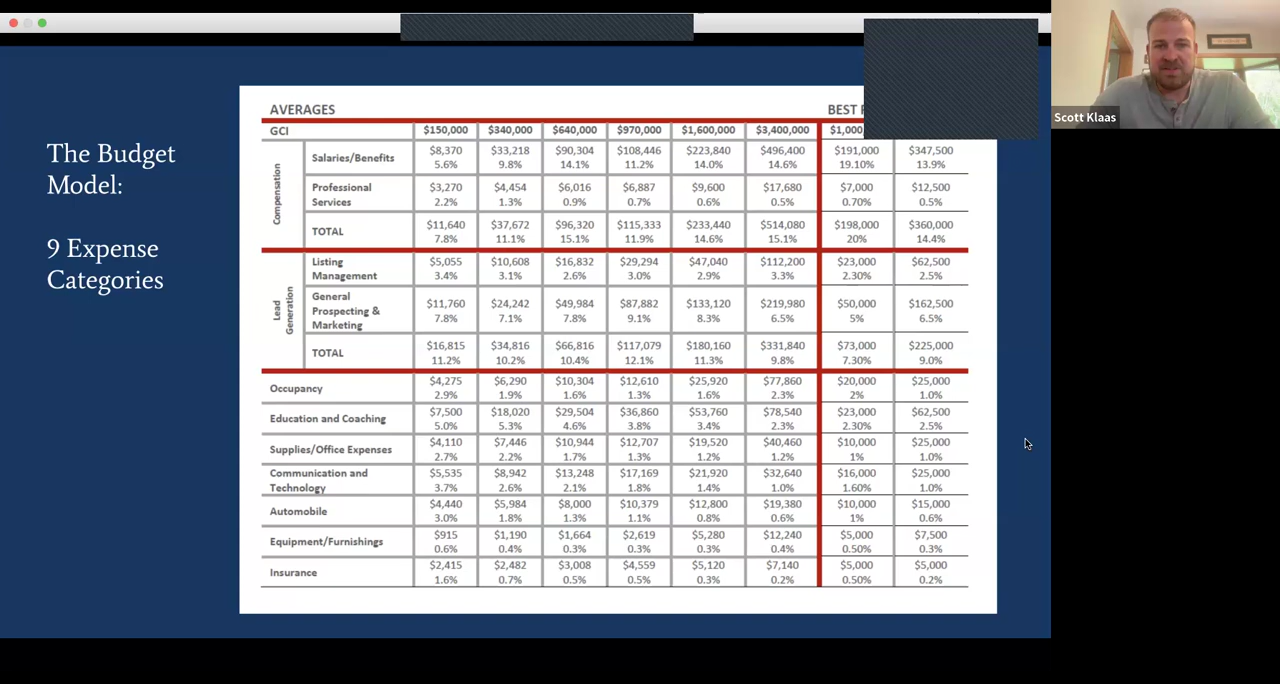 The Budget
Model:
9 Expense
Categories
AVERAGES
GCI $150,000 $340,000 $640,000 $970,000 $1,600,000 $3,400,000
Compensation
Salaries/Benefits $8,370 $33,218 $90,304 $108,446 $223,840 $496,400 $191,000 $347,500
5.6% 9.8% 14.1% 11.2% 14.0% 14.6% 19.10% 13.9%
Professional $3,270 $4,454 $6,016 $6,887 $9,600 $17,680 $7,000 $12,500
Services 2.2% 1.3% 0.9% 0.7% 0.6% 0.5% 0.70% 0.5%
TOTAL $11,640 $37,672 $96,320 $115,333 $233,440 $514,080 $198,000 $360,000
7.8% 11.1% 15.1% 11.9% 14.6% 15.1% 20% 14.4%
Lead
Generation
Listing $5,055 $10,608 $16,832 $29,294 $47,040 $112,200 $23,000 $62,500
Management 3.4% 3.1% 2.6% 3.0% 2.9% 3.3% 2.30% 2.5%
General
Prospecting & $11,760 $24,242 $49,984 $87,882 $133,120 $219,980 $50,000 $162,500
Marketing 7.8% 7.1% 7.8% 9.1% 8.3% 6.5% 5% 6.5%
TOTAL $16,815 $34,816 $66,816 $117,079 $180,160 $331,840 $73,000 $225,000
11.2% 10.2% 10.4% 12.1% 11.3% 9.8% 7.30% 9.0%
Occupancy $4,275 $6,290 $10,304 $12,610 $25,920 $77,860 $20,000 $25,000
2.9% 1.9% 1.6% 1.3% 1.6% 2.3% 2% 1.0%
Education and Coaching $7,500 $18,020 $29,504 $36,860 $53,760 $78,540 $23,000 $62,500
5.0% 5.3% 4.6% 3.8% 3.4% 2.3% 2.30% 2.5%
Supplies/Office Expenses $4,110 $7,446 $10,944 $12,707 $19,520 $40,460 $10,000 $25,000
2.7% 2.2% 1.7% 1.3% 1.2% 1.2% 1% 1.0%
Communication and $5,535 $8,942 $13,248 $17,169 $21,920 $32,640 $16,000 $25,000
Technology 3.7% 2.6% 2.1% 1.8% 1.4% 1.0% 1.60% 1.0%
Automobile $4,440 $5,984 $8,000 $10,379 $12,800 $19,380 $10,000 $15,000
3.0% 1.8% 1.3% 1.1% 0.8% 0.6% 1% 0.6%
Equipment/Furnishings $915 $1,190 $1,664 $2,619 $5,280 $12,240 $5,000 $7,500
0.6% 0.4% 0.3% 0.3% 0.3% 0.4% 0.50% 0.3%
Insurance $2,415 $2,482 $3,008 $4,559 $5,120 $7,140 $5,000 $5,000
1.6% 0.7% 0.5% 0.5% 0.3% 0.2% 0.50% 0.2%
BEST
Scott Klaas